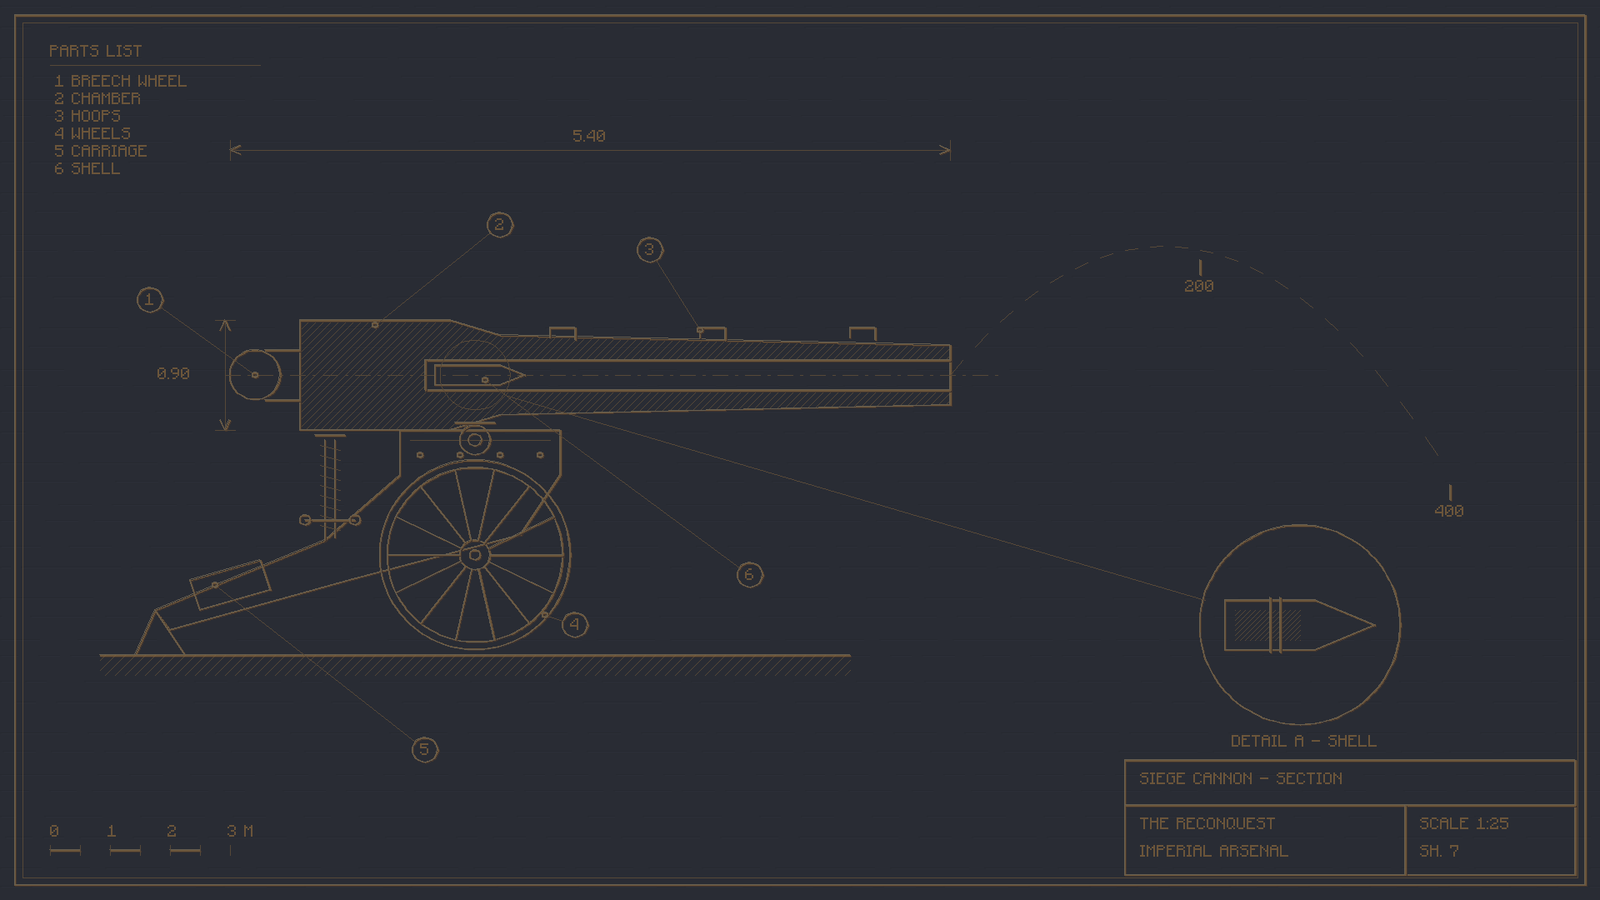 PARTS LIST
1 BREECH WHEEL
2 CHAMBER
3 HOOPS
4 WHEELS
5 CARRIAGE
6 SHELL
5.40
2
3
1
200
0.90
400
6
4
5
DETAIL A - SHELL
SIEGE CANNON - SECTION
THE RECONQUEST
IMPERIAL ARSENAL
SCALE 1:25
SH. 7
0 1 2 3 M